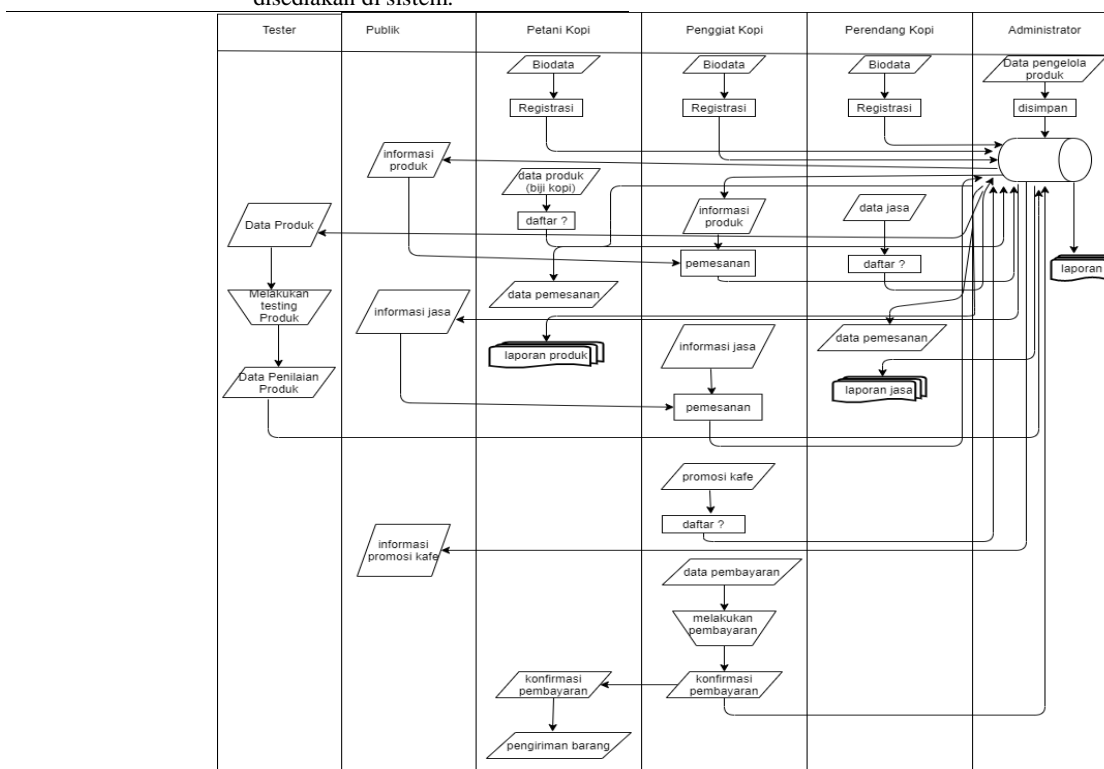 disediakan di sistem.
Tester
Publik
Petani Kopi
Penggiat Kopi
Perendang Kopi
Administrator
Biodata
Biodata
Biodata
Data pengelola
produk
Registrasi
Registrasi
Registrasi
disimpan
informasi
produk
data produk
(biji kopi)
informasi
produk
data jasa
Data Produk
daftar ?
pemesanan
daftar ?
laporan
Melakukan
testing
Produk
informasi jasa
data pemesanan
laporan produk
informasi jasa
data pemesanan
laporan jasa
Data Penilaian
Produk
pemesanan
promosi kafe
daftar ?
informasi
promosi kafe
data pembayaran
melakukan
pembayaran
konfirmasi
pembayaran
konfirmasi
pembayaran
pengiriman barang